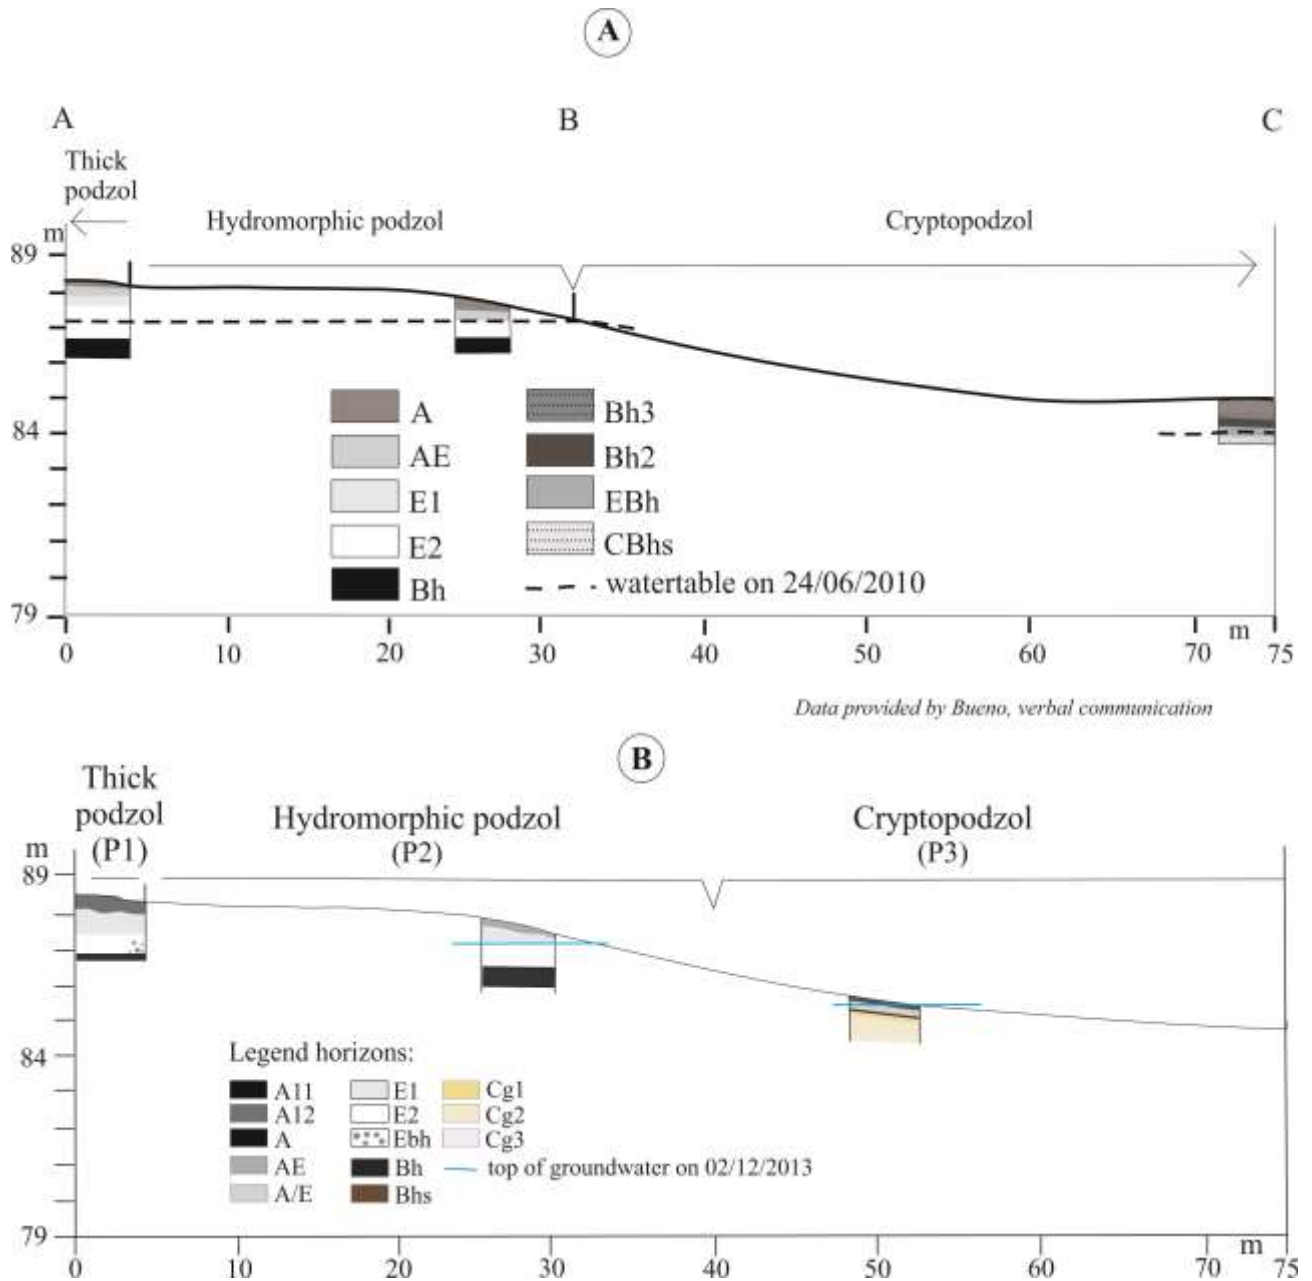 A
A B C
Thick
podzol
Hydromorphic podzol Cryptopodzol
m
89
A Bh3
84
AE Bh2
E1 EBh
E2 CBhs
Bh watertable on 24/06/2010
79
m
0 10 20 30 40 50 60 70 75
Data provided by Bueno, verbal communication
B
Thick
podzol Hydromorphic podzol Cryptopodzol
m (P1) (P2) (P3)
89
84
Legend horizons:
A11 E1 Cg1
A12 E2 Cg2
A Ebh Cg3
AE Bh top of groundwater on 02/12/2013
A/E Bhs
79
m
0 10 20 30 40 50 60 70 75